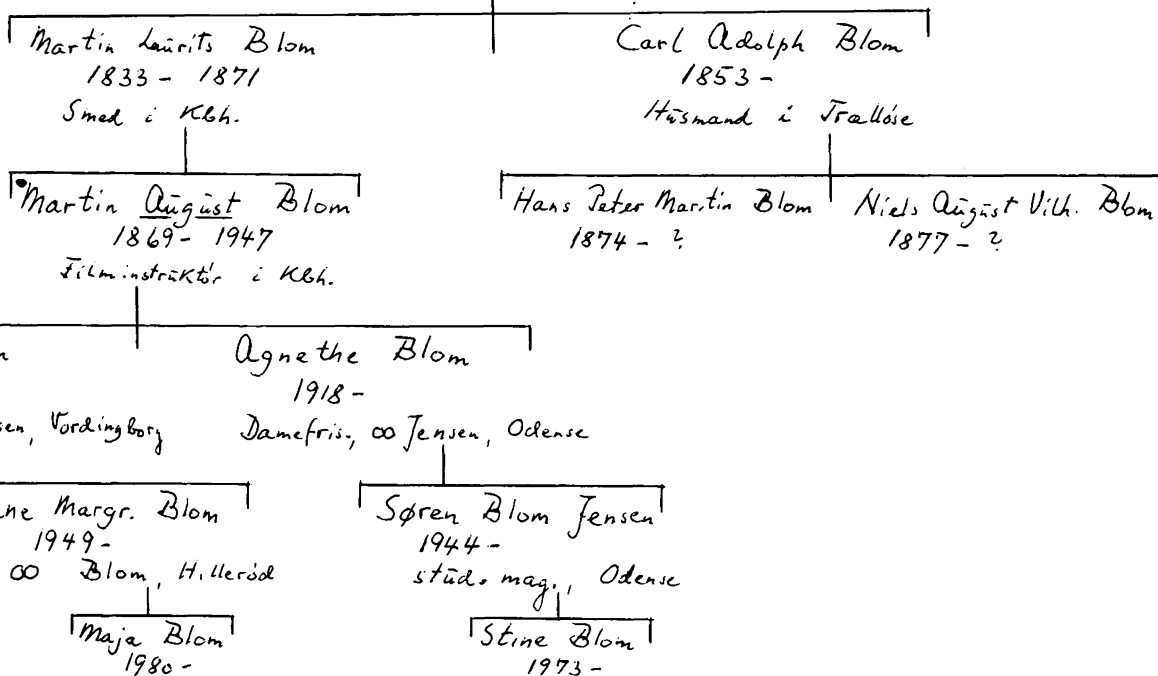 Martin Laurits Blom
1833 - 1871
Smed i Kbh.
Carl Adolph Blom
1853 -
Husmand i Trælløse
Martin August Blom
1869 - 1947
Filminstruktör i Kbh.
Hans Peter Martin Blom
1874 - ?
Niels August Vilh. Blom
1877 - ?
Agnethe Blom
1918 -
sen, Vordingborg
Damefris., ∞ Jensen, Odense
ne Margr. Blom
1949 -
∞ Blom, Hilleröd
Søren Blom Jensen
1944 -
stud. mag., Odense
Maja Blom
1980 -
Stine Blom
1973 -